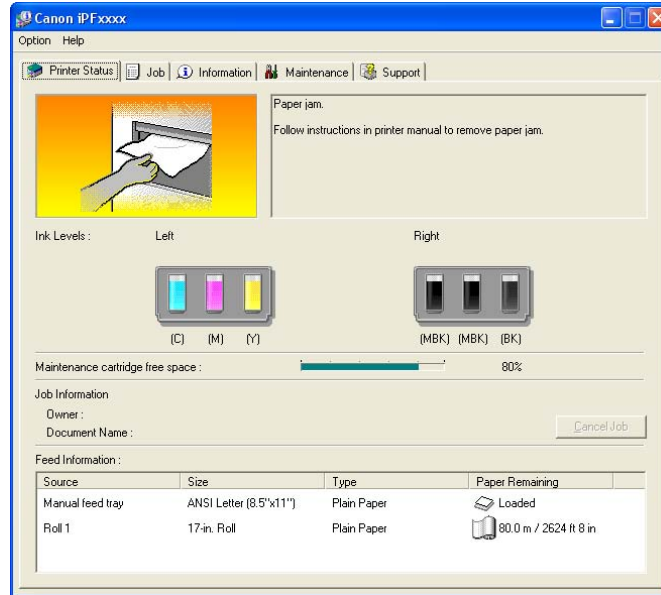 Canon iPFxxxx
Option Help
Printer Status Job Information Maintenance Support
Paper jam.
Follow instructions in printer manual to remove paper jam.
Ink Levels : Left Right
(C) (M) (Y) (MBK) (MBK) (BK)
Maintenance cartridge free space : 80%
Job Information
Owner :
Document Name :
Cancel Job
Feed Information :
Source Size Type Paper Remaining
Manual feed tray ANSI Letter (8.5"x11") Plain Paper Loaded
Roll 1 17-in. Roll Plain Paper 80.0 m / 2624 ft 8 in